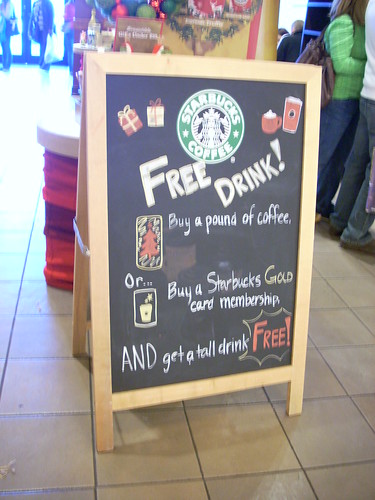 STARBUCKS
COFFEE
FREE DRINK!
Buy a pound of coffee.
Or...
Buy a Starbucks GOLD
card membership.
AND get a tall drink FREE!